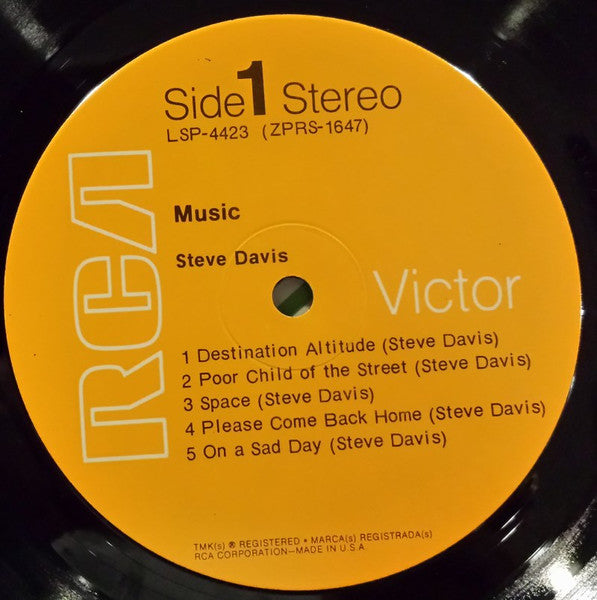 Side 1 Stereo
LSP-4423 (ZPRS-1647)
RCA
Music
Steve Davis
Victor
1 Destination Altitude (Steve Davis)
2 Poor Child of the Street (Steve Davis)
3 Space (Steve Davis)
4 Please Come Back Home (Steve Davis)
5 On a Sad Day (Steve Davis)
TMK(s) ® REGISTERED • MARCA(s) REGISTRADA(s)
RCA CORPORATION—MADE IN U.S.A.